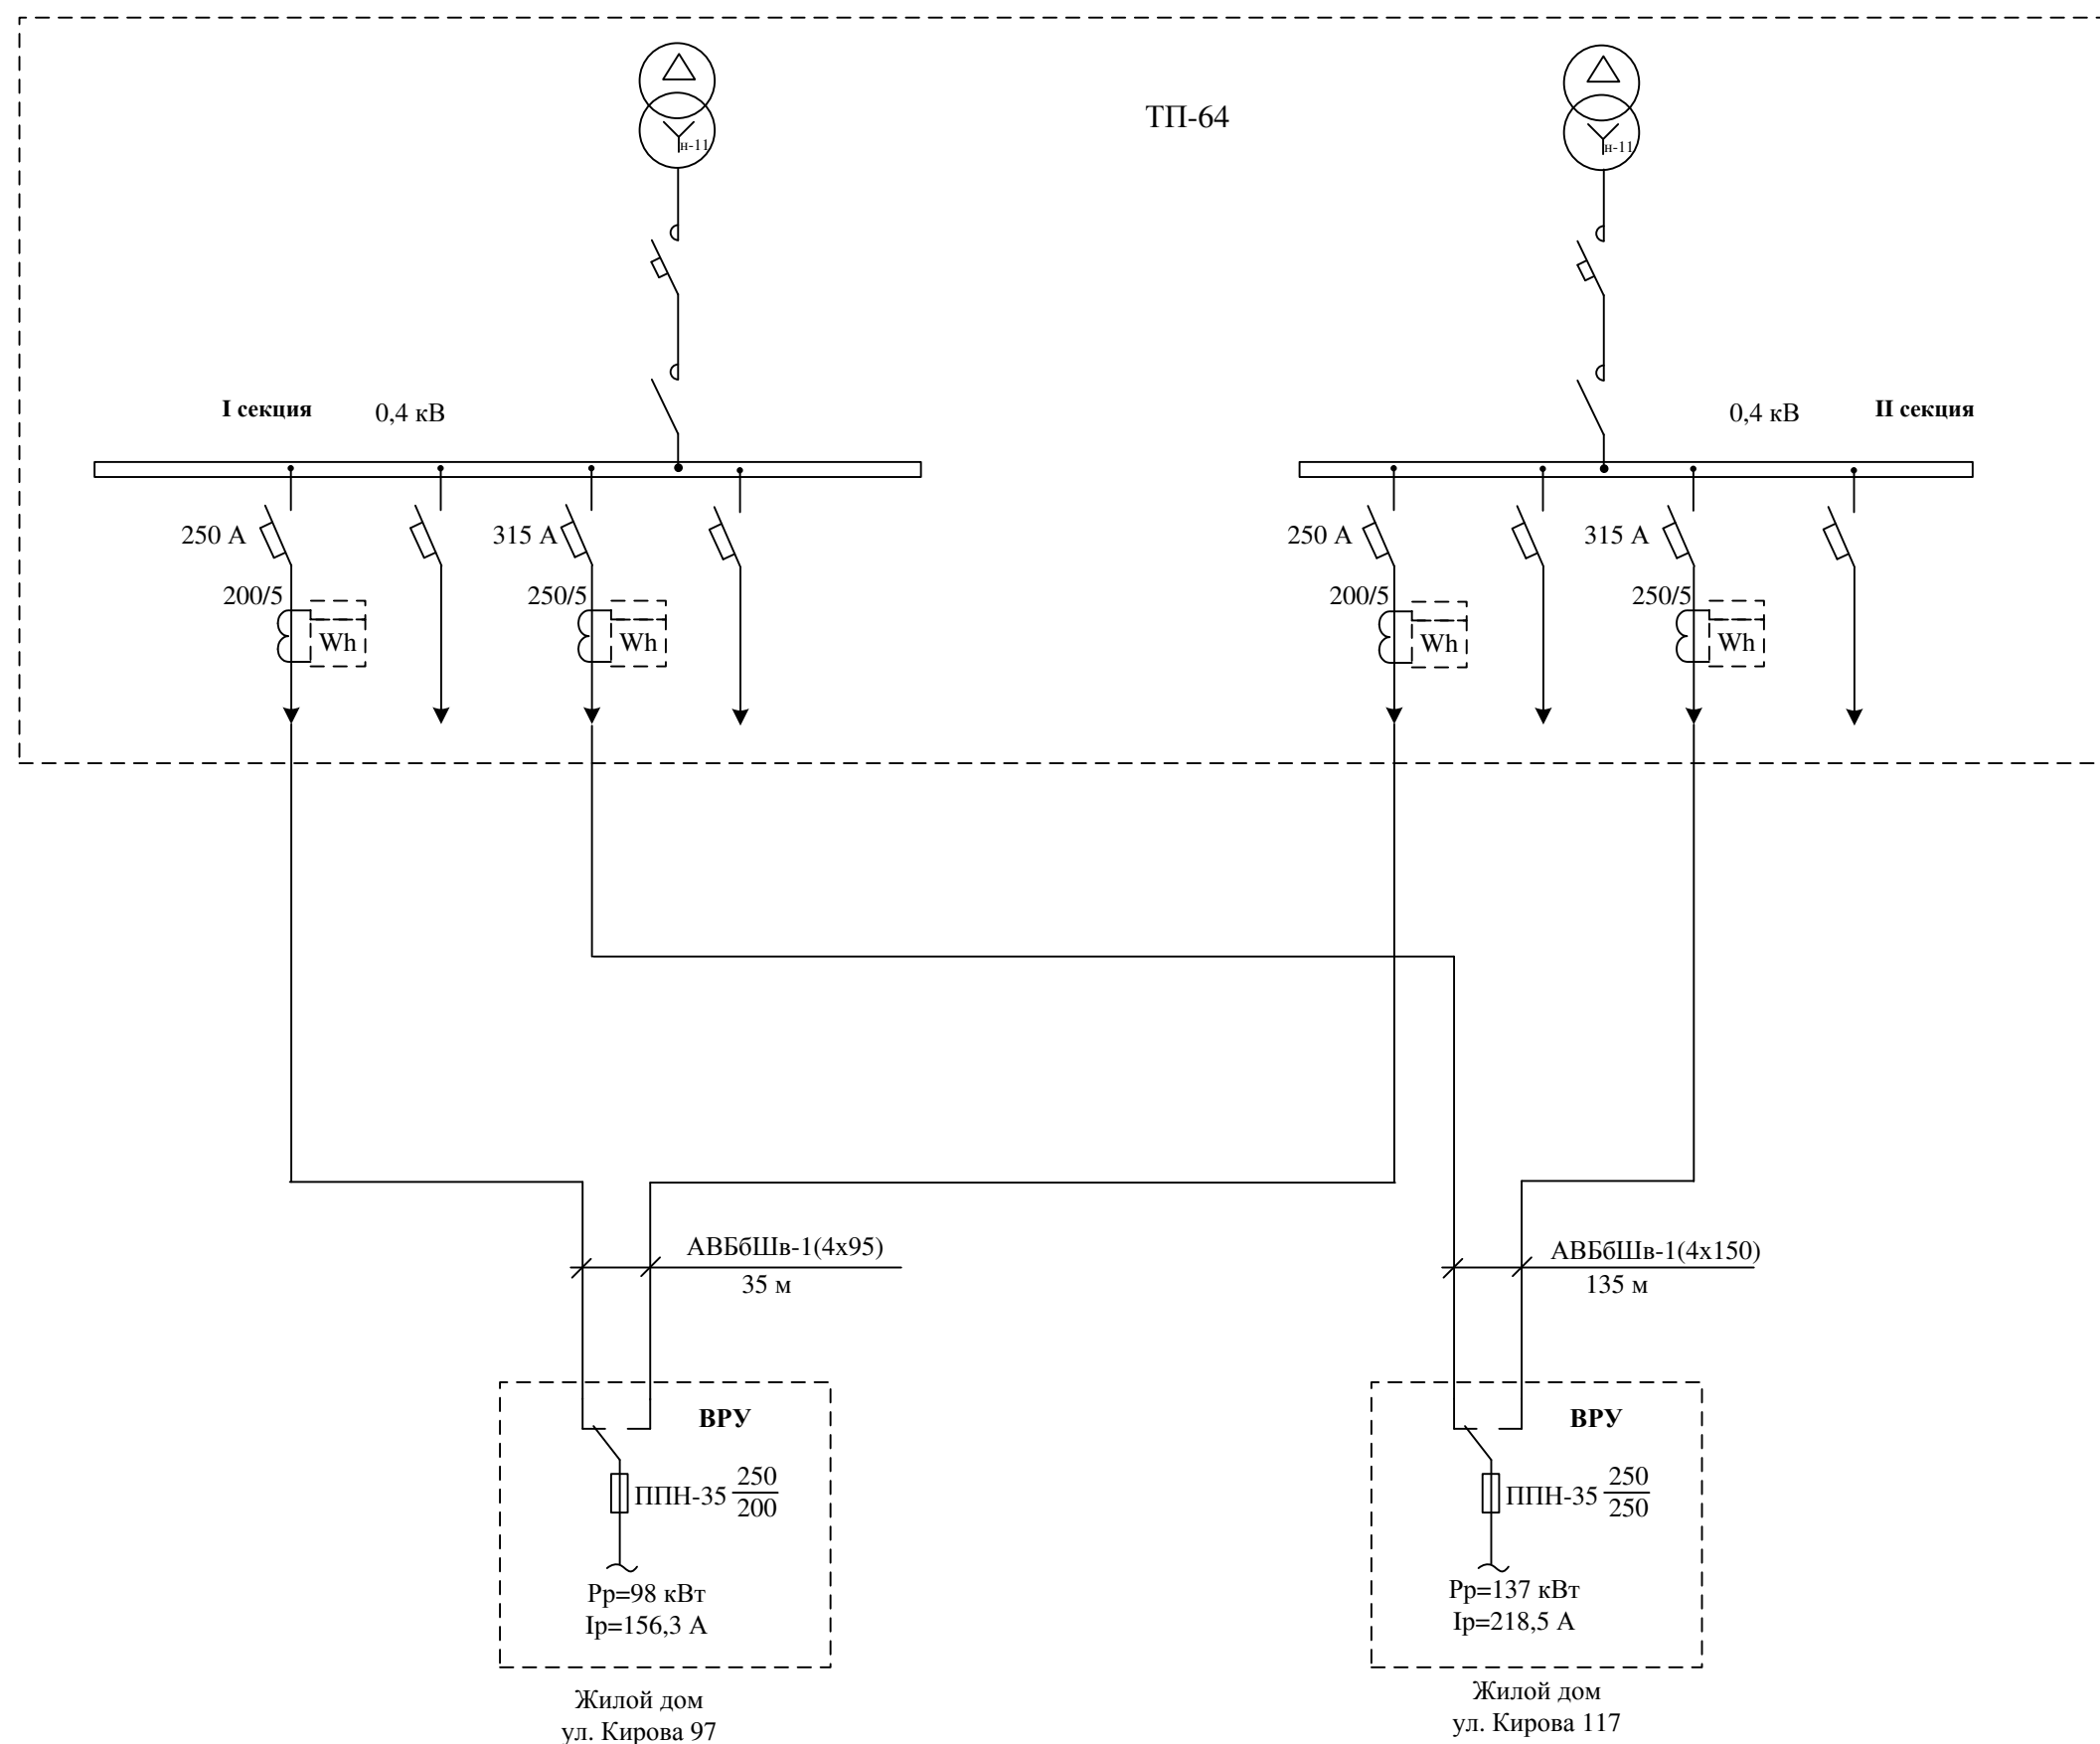 ТП-64
н-11
н-11
I секция
0,4 кВ
0,4 кВ
II секция
250 А
315 А
250 А
315 А
200/5
250/5
200/5
250/5
Wh
Wh
Wh
Wh
АВБбШв-1(4х95)
35 м
АВБбШв-1(4х150)
135 м
ВРУ
ППН-35 250
200
Рр=98 кВт
Iр=156,3 А
Жилой дом
ул. Кирова 97
ВРУ
ППН-35 250
250
Рр=137 кВт
Iр=218,5 А
Жилой дом
ул. Кирова 117